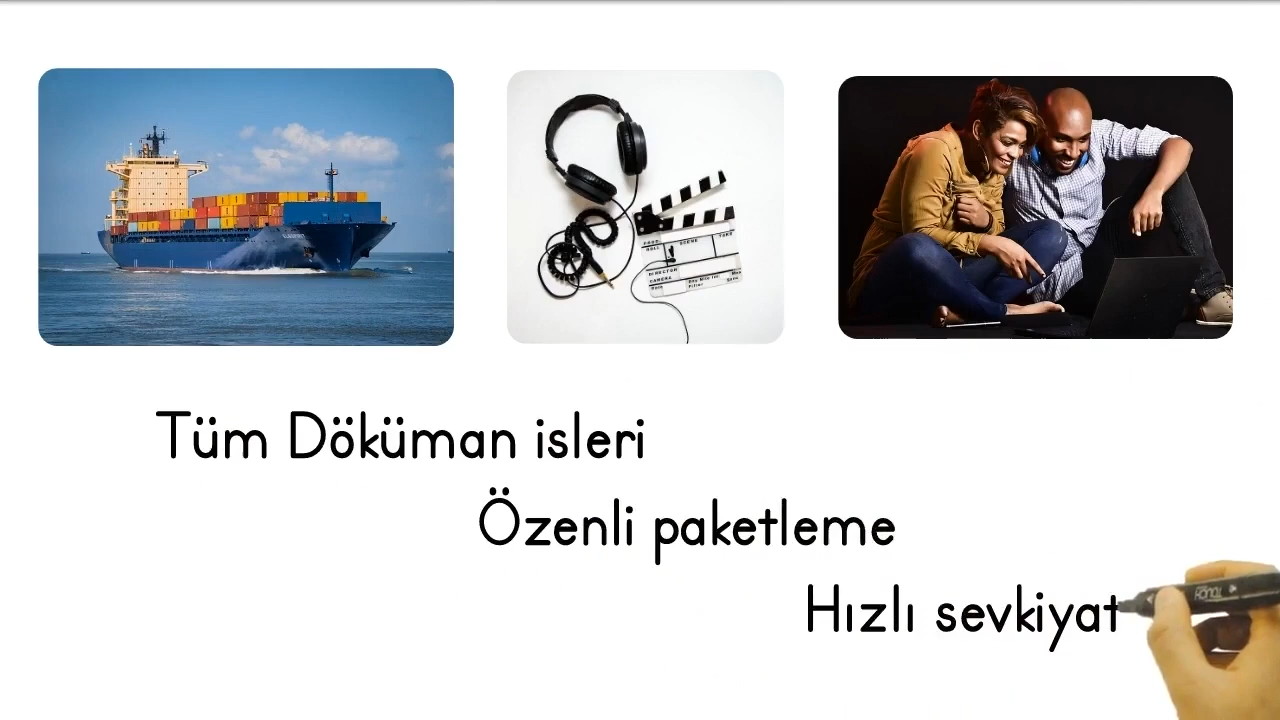 Tüm Döküman isleri
Özenli paketleme
Hızlı sevkiyat